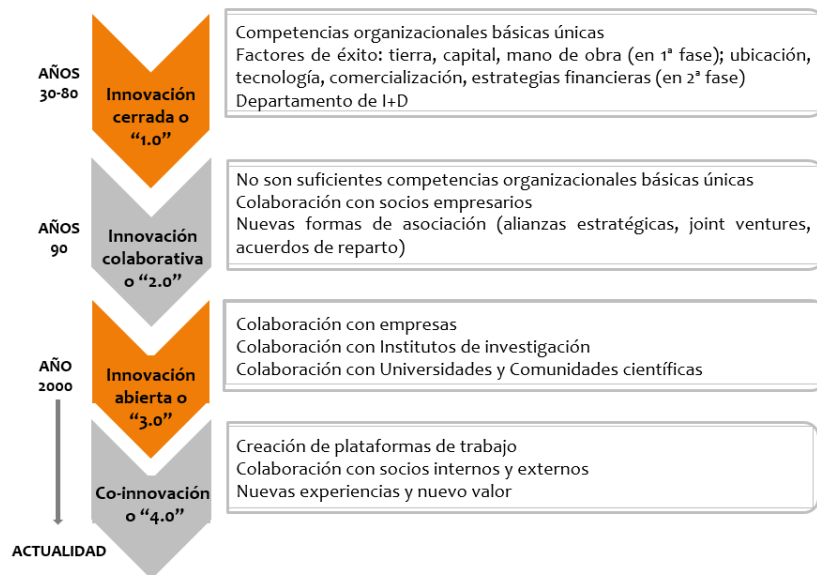 AÑOS
30-80
Innovación
cerrada o
“1.0”
Competencias organizacionales básicas únicas
Factores de éxito: tierra, capital, mano de obra (en 1ª fase); ubicación,
tecnología, comercialización, estrategias financieras (en 2ª fase)
Departamento de I+D
AÑOS
90
Innovación
colaborativa
o “2.0”
No son suficientes competencias organizacionales básicas únicas
Colaboración con socios empresarios
Nuevas formas de asociación (alianzas estratégicas, joint ventures,
acuerdos de reparto)
AÑO
2000
Innovación
abierta o
“3.0”
Colaboración con empresas
Colaboración con Institutos de investigación
Colaboración con Universidades y Comunidades científicas
Co-innovación
o “4.0”
Creación de plataformas de trabajo
Colaboración con socios internos y externos
Nuevas experiencias y nuevo valor
ACTUALIDAD